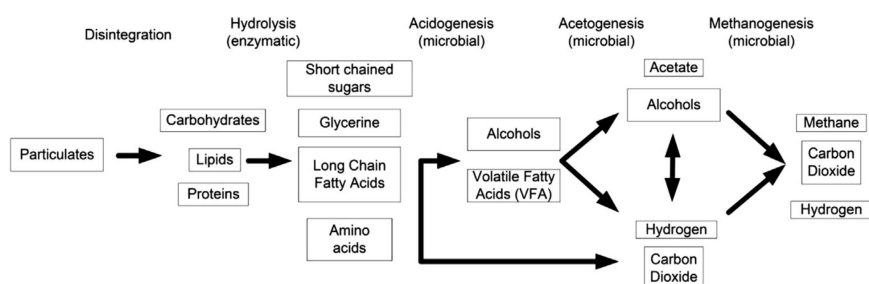 Disintegration
Hydrolysis
(enzymatic)
Acidogenesis
(microbial)
Acetogenesis
(microbial)
Methanogenesis
(microbial)
Particulates
Carbohydrates
Lipids
Proteins
Short chained
sugars
Glycerine
Long Chain
Fatty Acids
Amino
acids
Alcohols
Volatile Fatty
Acids (VFA)
Acetate
Alcohols
Hydrogen
Carbon
Dioxide
Methane
Carbon
Dioxide
Hydrogen